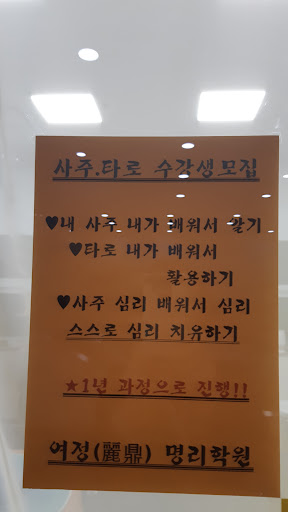 사주.타로 수강생모집
♥내 사주 내가 배워서 알기
♥타로 내가 배워서
활용하기
♥사주 심리 배워서 심리
스스로 심리 치유하기
★1년 과정으로 진행!!
여정(麗鼎) 명리학원